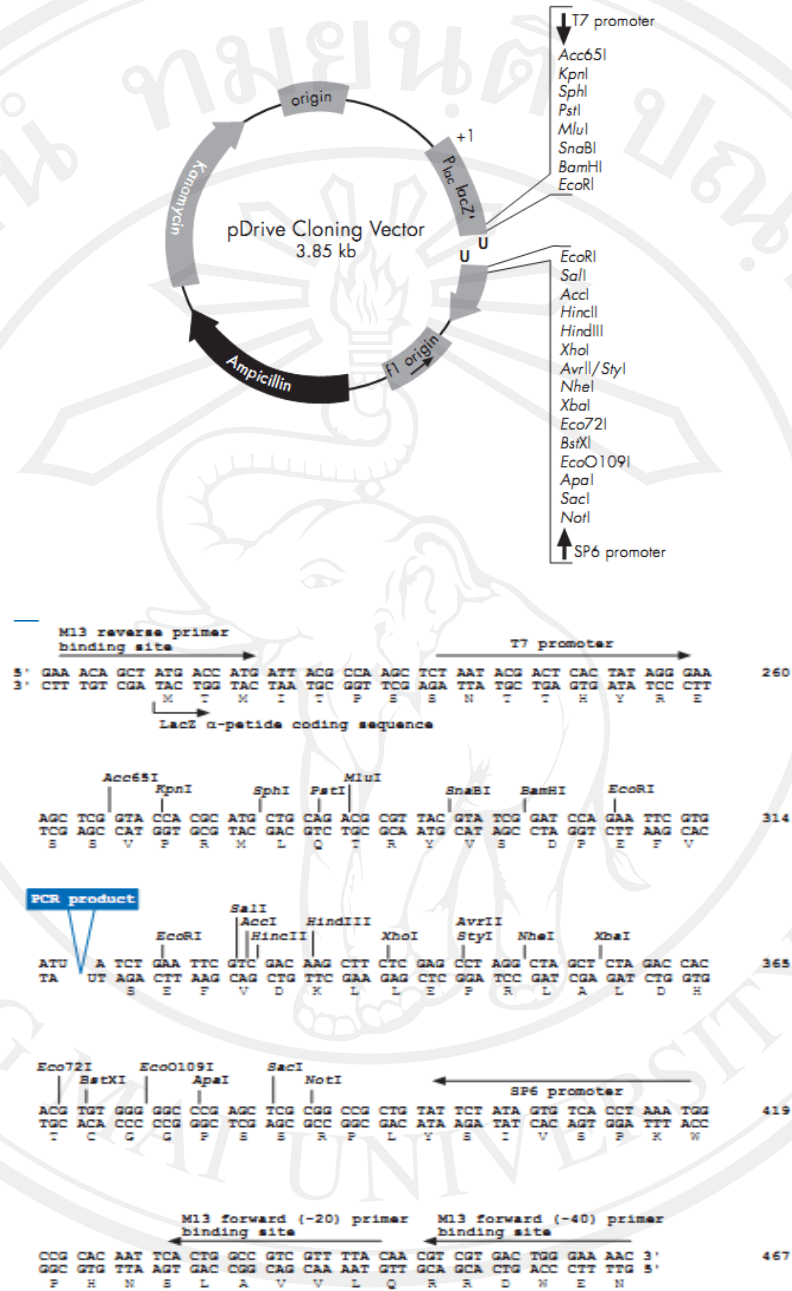 T7 promoter
Acc65I
KpnI
SphI
PstI
MluI
SnaBI
BamHI
EcoRI
origin
+1
Plac lacZ'
Kanamycin
pDrive Cloning Vector
3.85 kb
U
U
EcoRI
SalI
AccI
HincII
HindIII
XhoI
AvrII/StyI
NheI
XbaI
Eco72I
BstXI
EcoO109I
ApaI
SacI
NotI
SP6 promoter
f1 origin
Ampicillin
M13 reverse primer
binding site
T7 promoter
5' GAA ACA GCT ATG ACC ATG ATT ACG CCA AGC TCT AAT ACG ACT CAC TAT AGG GAA 260
3' CTT TGT CGA TAC TGG TAC TAA TGC GGT TCG AGA TTA TGC TGA GTG ATA TCC CTT
M T M I T P S S N T T H Y R E
LacZ α-petide coding sequence
Acc65I KpnI SphI PstI MluI SnaBI BamHI EcoRI
AGC TCG GTA CCA CGC ATG CTG CAG ACG CGT TAC GTA TCG GAT CCA GAA TTC GTG 314
TCG AGC CAT GGT GCG TAC GAC GTC TGC GCA ATG CAT AGC CTA GGT CTT AAG CAC
S S V P R M L Q T R Y V S D P E F V
PCR product
SalI
AccI HindIII AvrII
EcoRI HincII XhoI StyI NheI XbaI
ATU A TCT GAA TTC GTC GAC AAG CTT CTC GAG CCT AGG CTA GCT CTA GAC CAC 365
TA UT AGA CTT AAG CAG CTG TTC GAA GAG CTC GGA TCC GAT CGA GAT CTG GTG
S E F V D K L L E P R L A L D H
Eco72I EcoO109I SacI
BstXI ApaI NotI SP6 promoter
ACG TGT GGG GGC CCG AGC TCG CGG CCG CTG TAT TCT ATA GTG TCA CCT AAA TGG 419
TGC ACA CCC CCG GGC TCG AGC GCC GGC GAC ATA AGA TAT CAC AGT GGA TTT ACC
T C G G P S S R P L Y S I V S P K W
M13 forward (-20) primer M13 forward (-40) primer
binding site binding site
CCG CAC AAT TCA CTG GCC GTC GTT TTA CAA CGT CGT GAC TGG GAA AAC 3' 467
GGC GTG TTA AGT GAC CGG CAG CAA AAT GTT GCA GCA CTG ACC CTT TTG 5'
P H N S L A V V L Q R R D W E N
G MAI UNIVERSITY